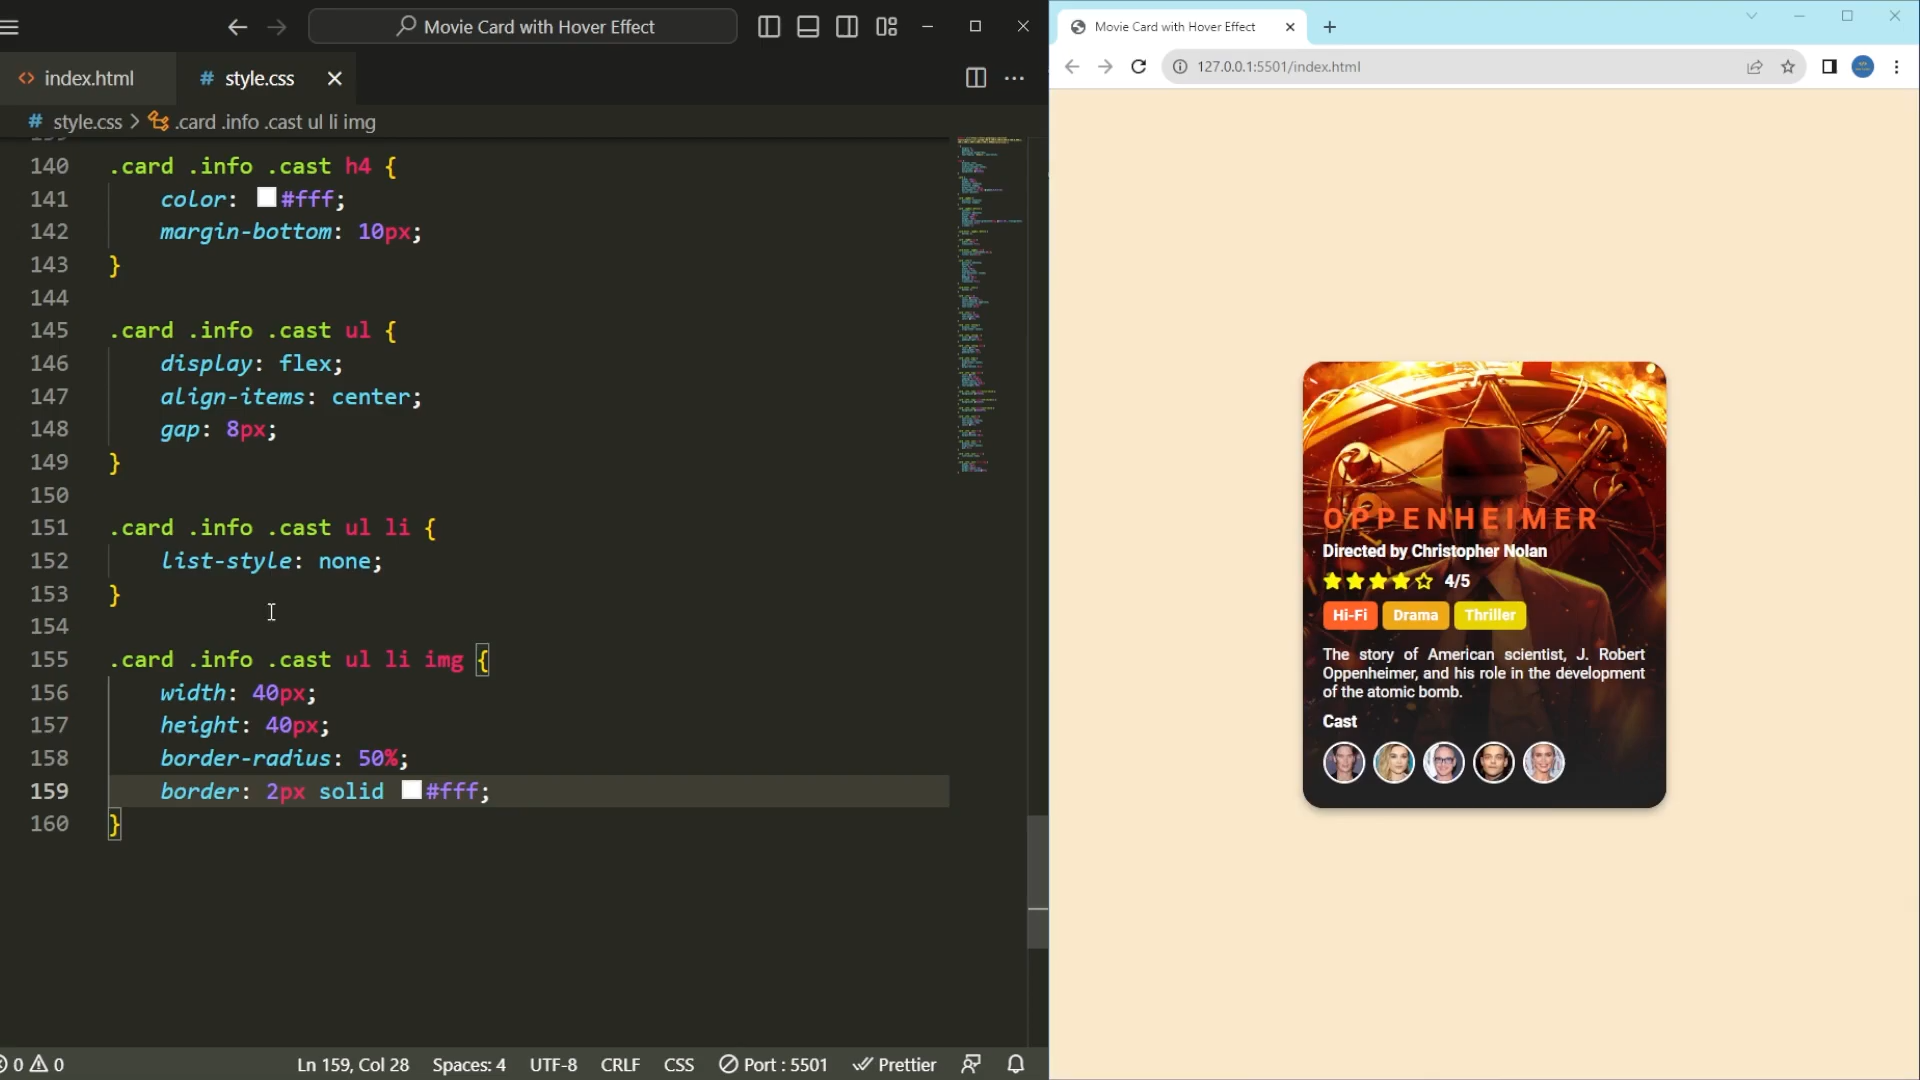 Movie Card with Hover Effect
index.html
# style.css
# style.css > .card .info .cast ul li img
140 .card .info .cast h4 {
141 color: #fff;
142 margin-bottom: 10px;
143 }
144
145 .card .info .cast ul {
146 display: flex;
147 align-items: center;
148 gap: 8px;
149 }
150
151 .card .info .cast ul li {
152 list-style: none;
153 }
154
155 .card .info .cast ul li img {
156 width: 40px;
157 height: 40px;
158 border-radius: 50%;
159 border: 2px solid #fff;
160 }
0 0 Ln 159, Col 28 Spaces: 4 UTF-8 CRLF CSS Port : 5501 Prettier
Movie Card with Hover Effect
127.0.0.1:5501/index.html
OPPENHEIMER
Directed by Christopher Nolan
4/5
Hi-Fi Drama Thriller
The story of American scientist, J. Robert
Oppenheimer, and his role in the development
of the atomic bomb.
Cast